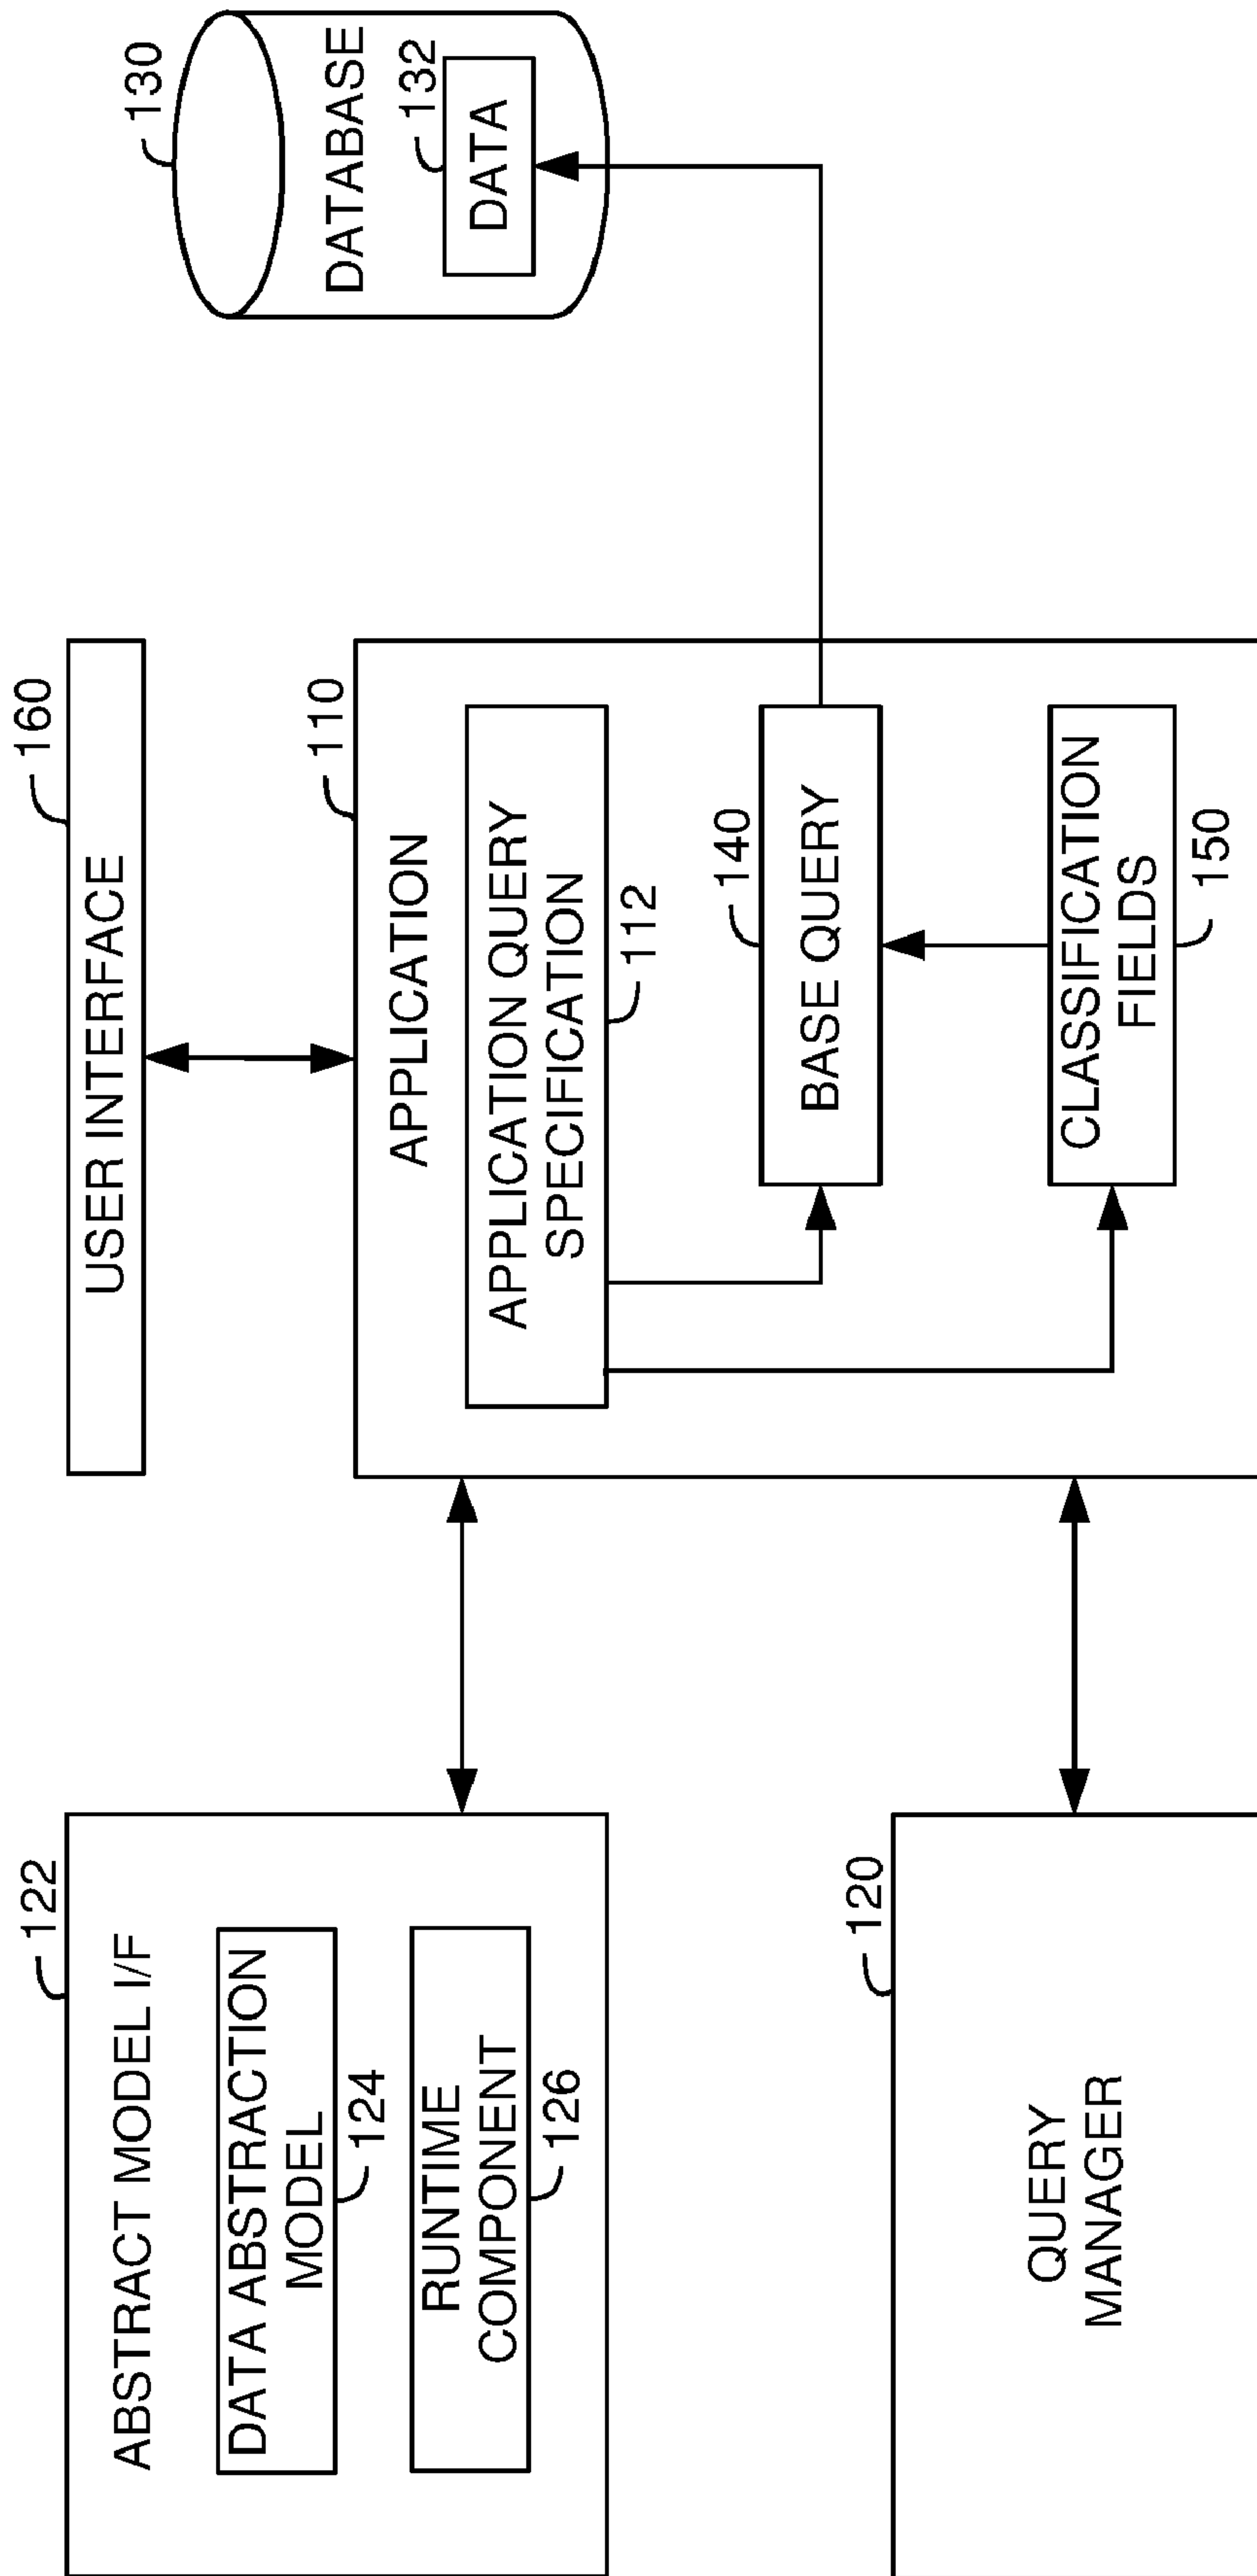 122
ABSTRACT MODEL I/F
DATA ABSTRACTION
MODEL
124
RUNTIME
COMPONENT
126
120
QUERY
MANAGER
160
USER INTERFACE
110
APPLICATION
APPLICATION QUERY
SPECIFICATION
112
140
BASE QUERY
CLASSIFICATION
FIELDS
150
130
DATABASE
132
DATA